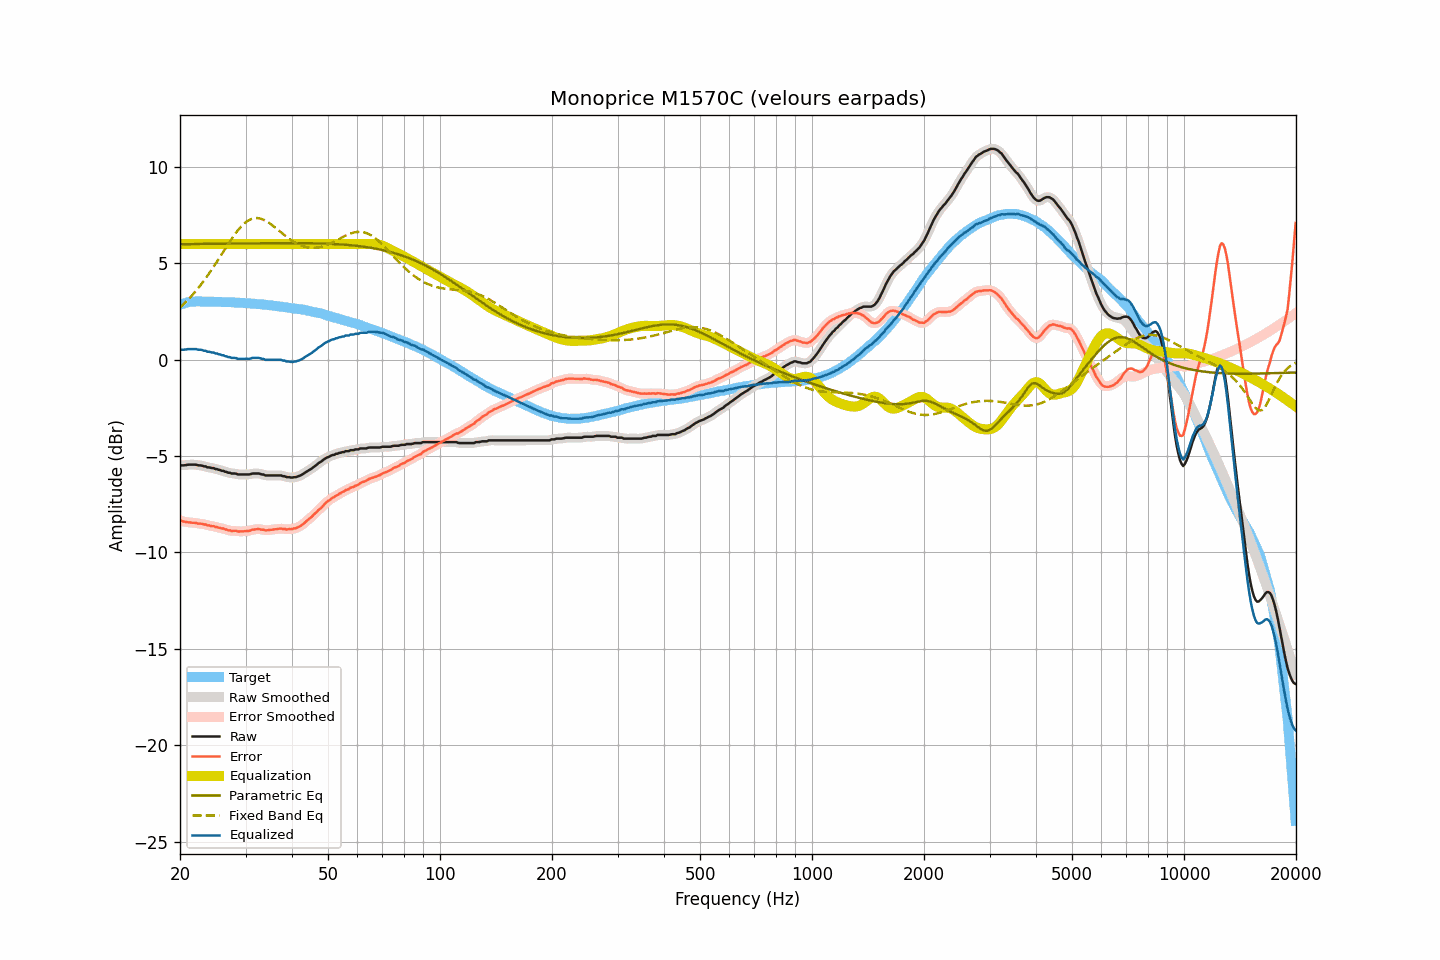 Monoprice M1570C (velours earpads)
Amplitude (dBr)
10
5
0
−5
−10
−15
−20
−25
Target
Raw Smoothed
Error Smoothed
Raw
Error
Equalization
Parametric Eq
Fixed Band Eq
Equalized
20 50 100 200 500 1000 2000 5000 10000 20000
Frequency (Hz)